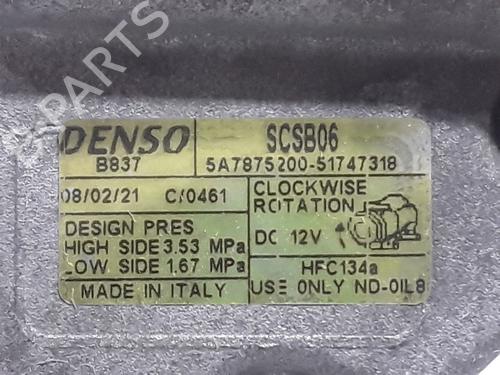 DENSO
B837
SCSB06
5A7875200-51747318
08/02/21 C/0461
CLOCKWISE
ROTATION
DESIGN PRES
HIGH SIDE 3.53 MPa
LOW SIDE 1.67 MPa
DC 12V
HFC134a
MADE IN ITALY
USE ONLY ND-OIL8